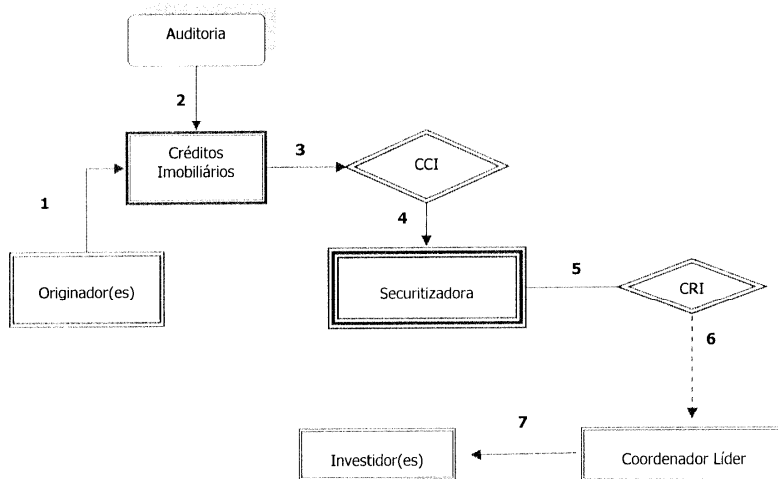 Auditoria
2
Créditos
Imobiliários
3
CCI
1
4
Originador(es)
Securitizadora
5
CRI
6
7
Investidor(es)
Coordenador Líder